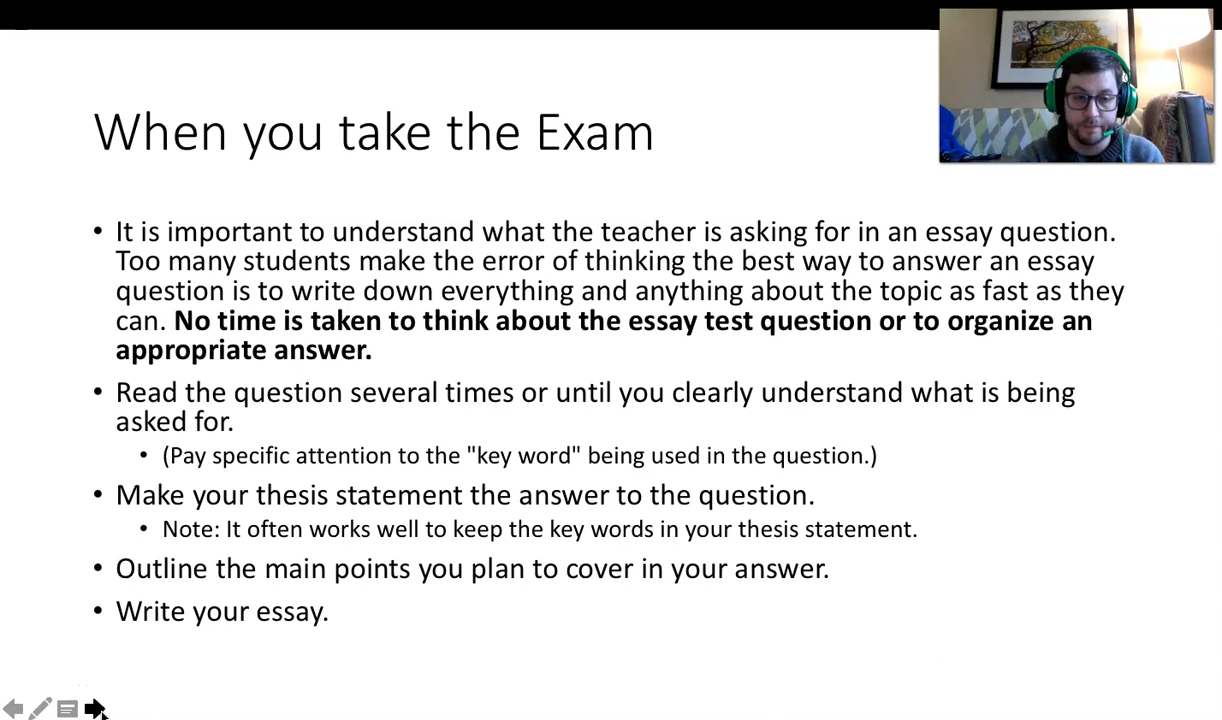 When you take the Exam
• It is important to understand what the teacher is asking for in an essay question.
Too many students make the error of thinking the best way to answer an essay
question is to write down everything and anything about the topic as fast as they
can. No time is taken to think about the essay test question or to organize an
appropriate answer.
• Read the question several times or until you clearly understand what is being
asked for.
• (Pay specific attention to the "key word" being used in the question.)
• Make your thesis statement the answer to the question.
• Note: It often works well to keep the key words in your thesis statement.
• Outline the main points you plan to cover in your answer.
• Write your essay.